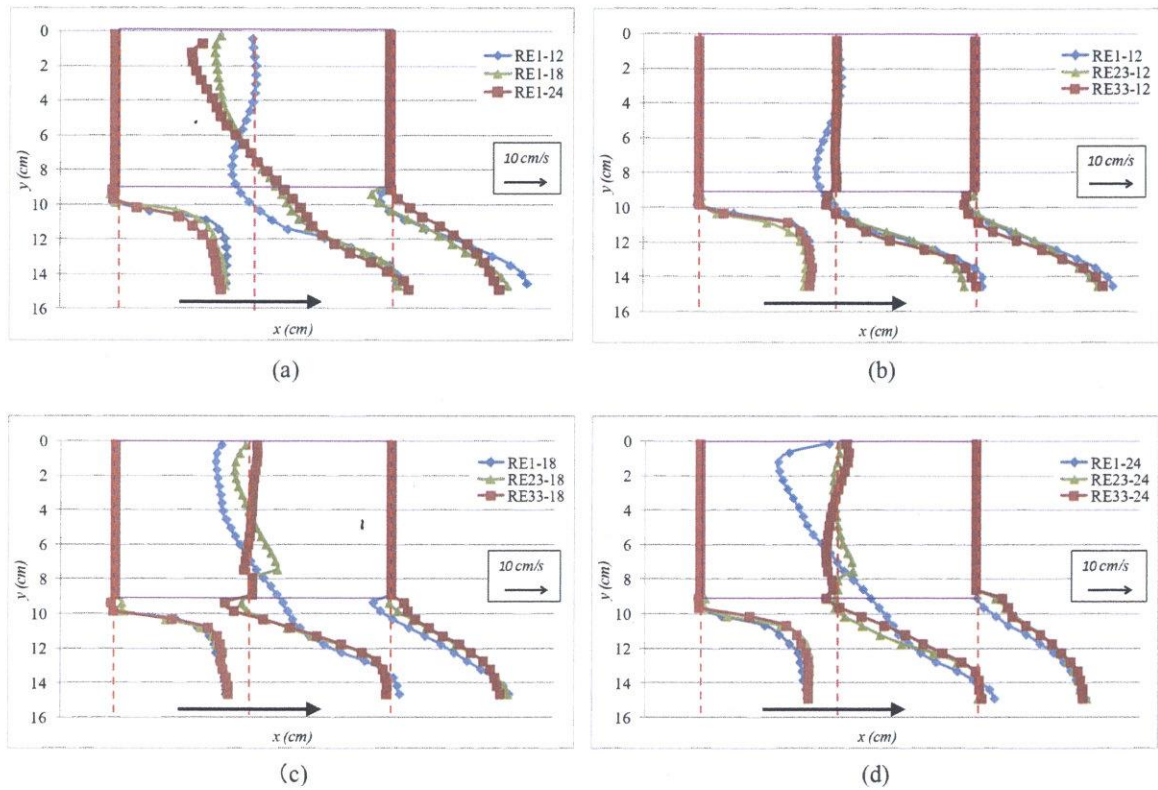 0
2
4
6
8
10
12
14
16
y (cm)
x (cm)
RE1-12
RE1-18
RE1-24
10 cm/s
(a)
0
2
4
6
8
10
12
14
16
y (cm)
x (cm)
RE1-12
RE23-12
RE33-12
10 cm/s
(b)
0
2
4
6
8
10
12
14
16
y (cm)
x (cm)
RE1-18
RE23-18
RE33-18
10 cm/s
(c)
0
2
4
6
8
10
12
14
16
y (cm)
x (cm)
RE1-24
RE23-24
RE33-24
10 cm/s
(d)